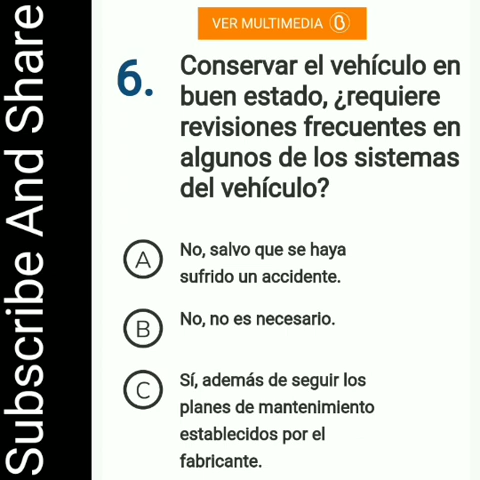 Subscribe And Share
VER MULTIMEDIA
6.
Conservar el vehículo en
buen estado, ¿requiere
revisiones frecuentes en
algunos de los sistemas
del vehículo?
A
No, salvo que se haya
sufrido un accidente.
B
No, no es necesario.
C
Sí, además de seguir los
planes de mantenimiento
establecidos por el
fabricante.